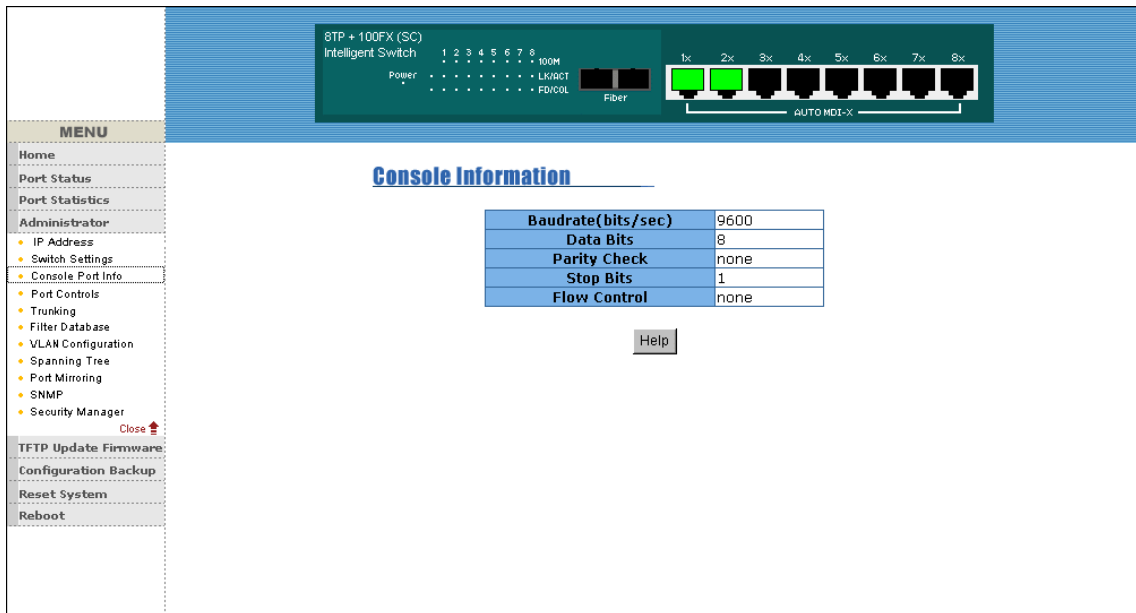 8TP + 100FX (SC)
Intelligent Switch
1 2 3 4 5 6 7 8
100M
Power
LK/ACT
FD/COL
Fiber
1x 2x 3x 4x 5x 6x 7x 8x
AUTO MDI-X
MENU
Home
Port Status
Port Statistics
Administrator
IP Address
Switch Settings
Console Port Info
Port Controls
Trunking
Filter Database
VLAN Configuration
Spanning Tree
Port Mirroring
SNMP
Security Manager
Close
TFTP Update Firmware
Configuration Backup
Reset System
Reboot
Console Information
Baudrate(bits/sec) 9600
Data Bits 8
Parity Check none
Stop Bits 1
Flow Control none
Help